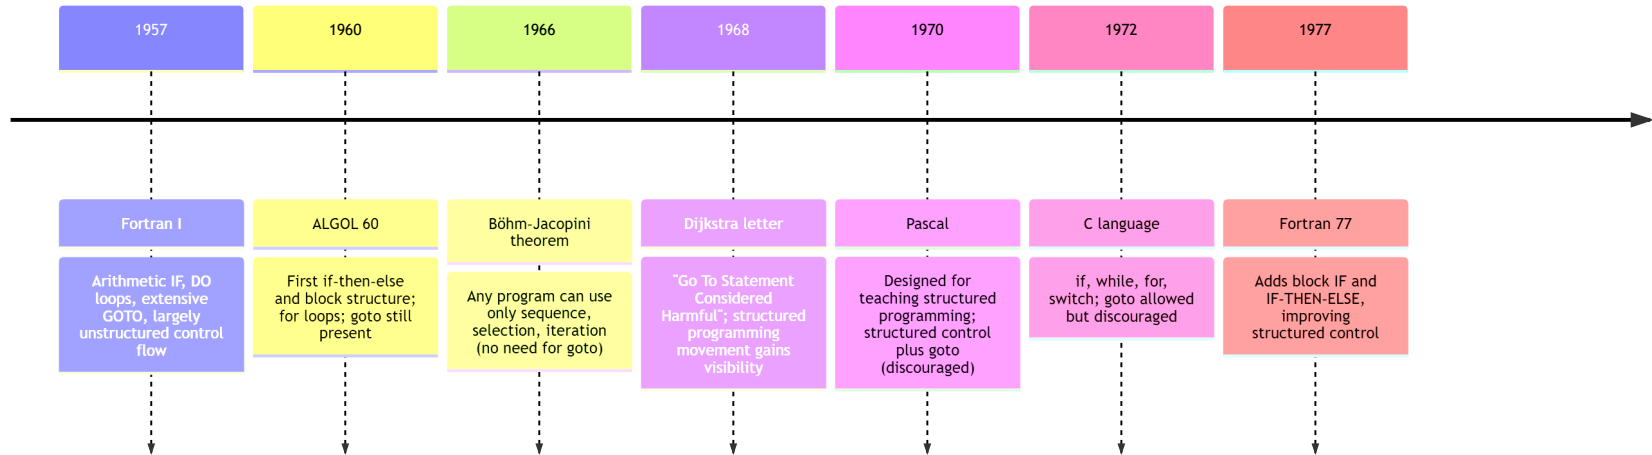 1957
1960
1966
1968
1970
1972
1977
Fortran I
Arithmetic IF, DO
loops, extensive
GOTO, largely
unstructured control
flow
ALGOL 60
First if-then-else
and block structure;
for loops; goto still
present
Böhm-Jacopini
theorem
Any program can use
only sequence,
selection, iteration
(no need for goto)
Dijkstra letter
"Go To Statement
Considered
Harmful"; structured
programming
movement gains
visibility
Pascal
Designed for
teaching structured
programming;
structured control
plus goto
(discouraged)
C language
if, while, for,
switch; goto allowed
but discouraged
Fortran 77
Adds block IF and
IF-THEN-ELSE,
improving
structured control